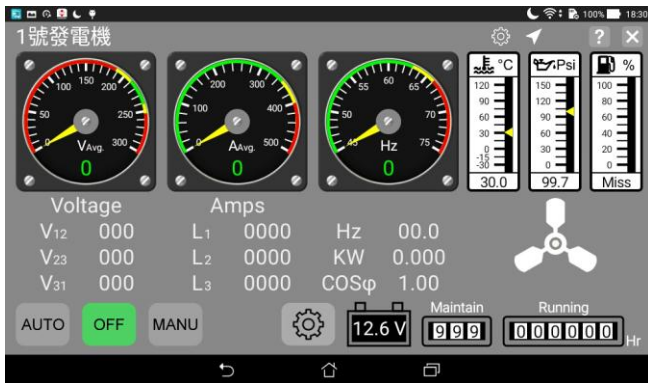 100% 18:30
1號發電機
? ×
0 50 100 150 200 250 300 VAvg. 0
0 100 200 300 400 500 AAvg. 0
45 50 55 60 65 70 75 Hz 0
°C
120
90
60
30
0
-15
-30
30.0
Psi
150
120
90
60
30
0
99.7
%
100
80
60
40
20
0
Miss
Voltage Amps
V12 000 L1 0000 Hz 00.0
V23 000 L2 0000 KW 0.000
V31 000 L3 0000 COSφ 1.00
AUTO OFF MANU
12.6 V
Maintain
999
Running
000000 Hr